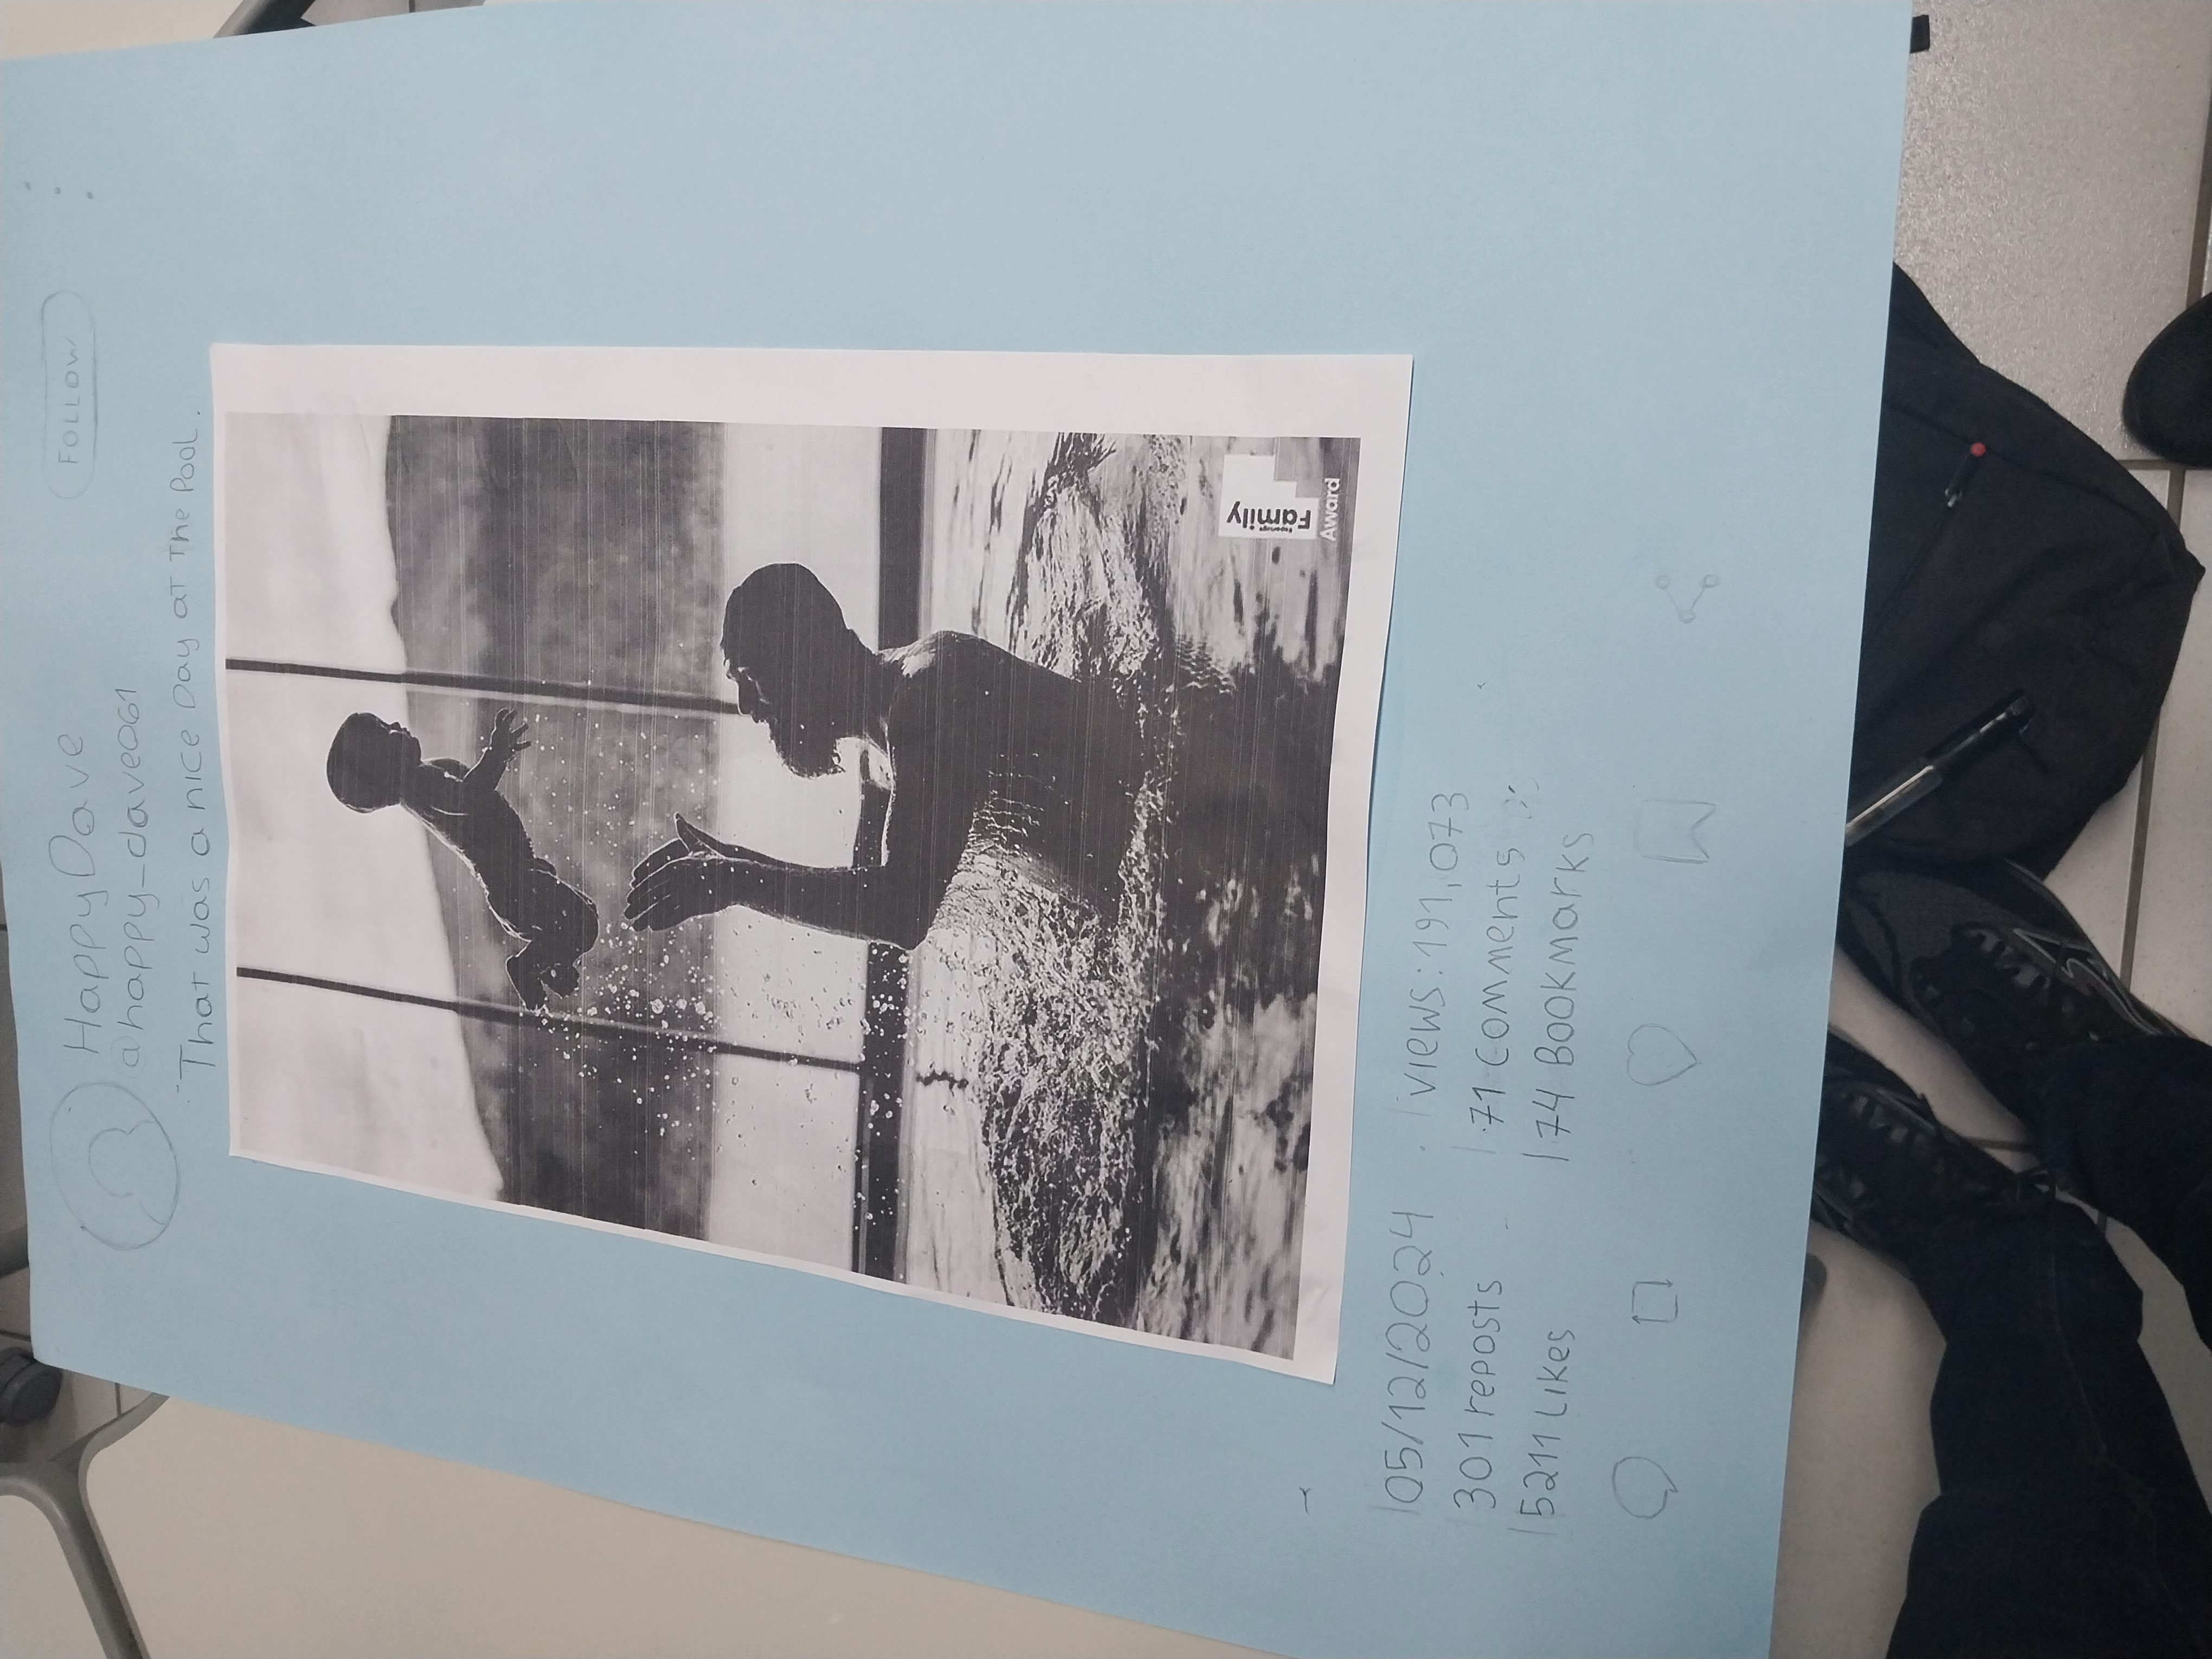 HappyDave
FOLLOW
@happy_dave061
That was a nice Day at The Pool.
Family
Award
05/12/2024
views: 191,073
301 reposts
71 comments
5211 Likes
74 Bookmarks